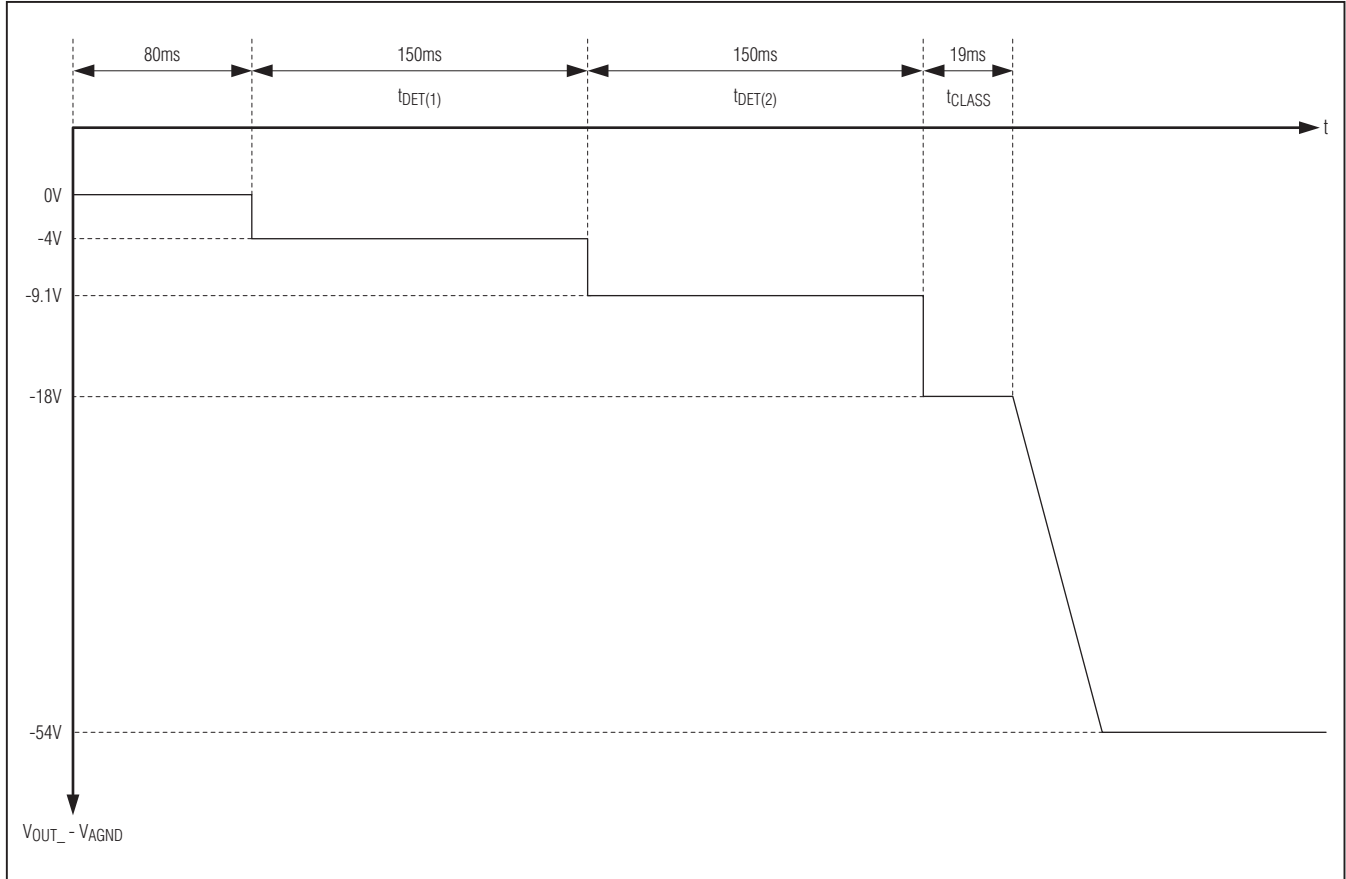 80ms
150ms
150ms
19ms
tDET(1)
tDET(2)
tCLASS
t
0V
-4V
-9.1V
-18V
-54V
VOUT_ - VAGND